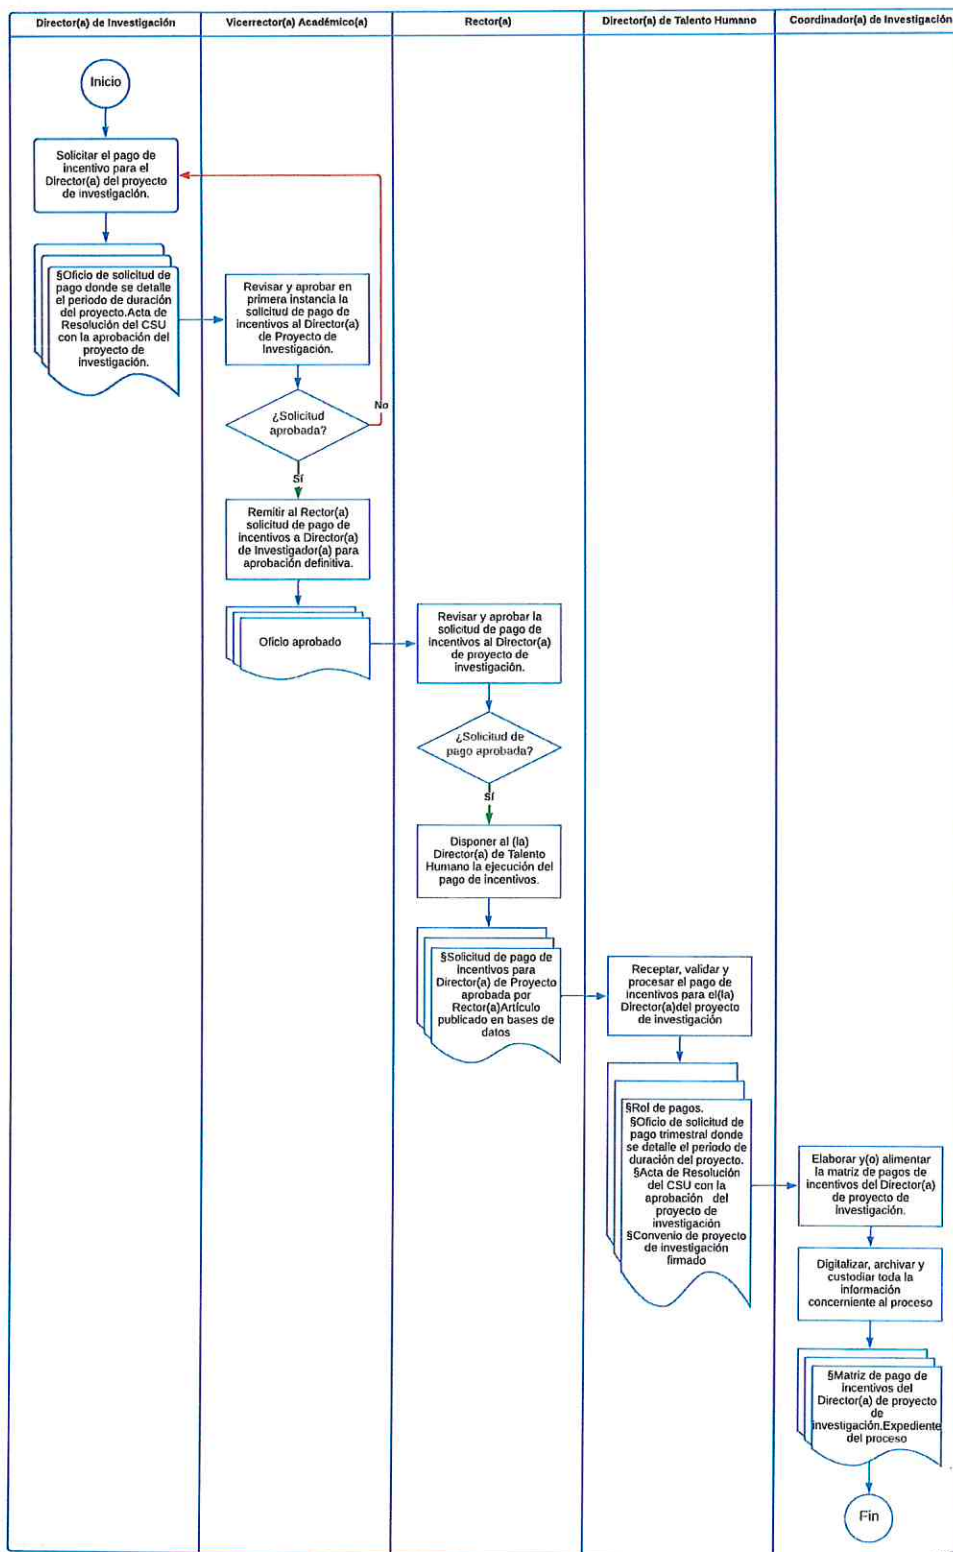 Director(a) de Investigación
Vicerrector(a) Académico(a)
Rector(a)
Director(a) de Talento Humano
Coordinador(a) de Investigación
Inicio
Solicitar el pago de
incentivo para el
Director(a) del proyecto
de investigación.
§Oficio de solicitud de
pago donde se detalle
el periodo de duración
del proyecto.Acta de
Resolución del CSU
con la aprobación del
proyecto de
investigación.
Revisar y aprobar en
primera instancia la
solicitud de pago de
incentivos al Director(a)
de Proyecto de
Investigación.
¿Solicitud
aprobada?
No
Sí
Remitir al Rector(a)
solicitud de pago de
incentivos a Director(a)
de Investigador(a) para
aprobación definitiva.
Oficio aprobado
Revisar y aprobar la
solicitud de pago de
incentivos al Director(a)
de proyecto de
investigación.
¿Solicitud de
pago aprobada?
Sí
Disponer al (la)
Director(a) de Talento
Humano la ejecución del
pago de incentivos.
§Solicitud de pago de
incentivos para
Director(a) de Proyecto
aprobada por
Rector(a)Artículo
publicado en bases de
datos
Receptar, validar y
procesar el pago de
incentivos para el(la)
Director(a)del proyecto
de investigación
§Rol de pagos.
§Oficio de solicitud de
pago trimestral donde
se detalle el periodo de
duración del proyecto.
§Acta de Resolución
del CSU con la
aprobación del
proyecto de
investigación
§Convenio de proyecto
de investigación
firmado
Elaborar y(o) alimentar
la matriz de pagos de
incentivos del Director(a)
de proyecto de
investigación.
Digitalizar, archivar y
custodiar toda la
información
concerniente al proceso
§Matriz de pago de
incentivos del
Director(a) de proyecto
de
investigación.Expediente
del proceso
Fin